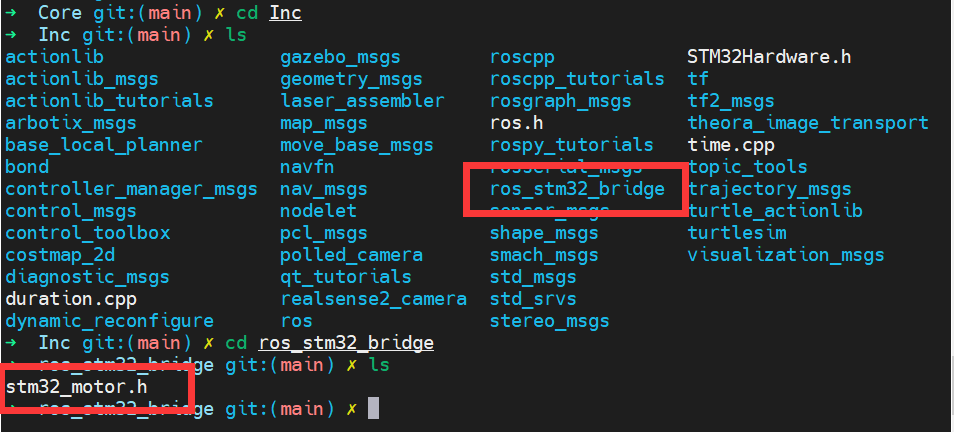 ➜ Core git:(main) ✗ cd Inc
➜ Inc git:(main) ✗ ls
actionlib gazebo_msgs roscpp STM32Hardware.h
actionlib_msgs geometry_msgs roscpp_tutorials tf
actionlib_tutorials laser_assembler rosgraph_msgs tf2_msgs
arbotix_msgs map_msgs ros.h theora_image_transport
base_local_planner move_base_msgs rospy_tutorials time.cpp
bond navfn rosserial_msgs topic_tools
controller_manager_msgs nav_msgs ros_stm32_bridge trajectory_msgs
control_msgs nodelet sensor_msgs turtle_actionlib
control_toolbox pcl_msgs shape_msgs turtlesim
costmap_2d polled_camera smach_msgs visualization_msgs
diagnostic_msgs qt_tutorials std_msgs
duration.cpp realsense2_camera std_srvs
dynamic_reconfigure ros stereo_msgs
➜ Inc git:(main) ✗ cd ros_stm32_bridge
➜ ros_stm32_bridge git:(main) ✗ ls
stm32_motor.h
➜ ros_stm32_bridge git:(main) ✗